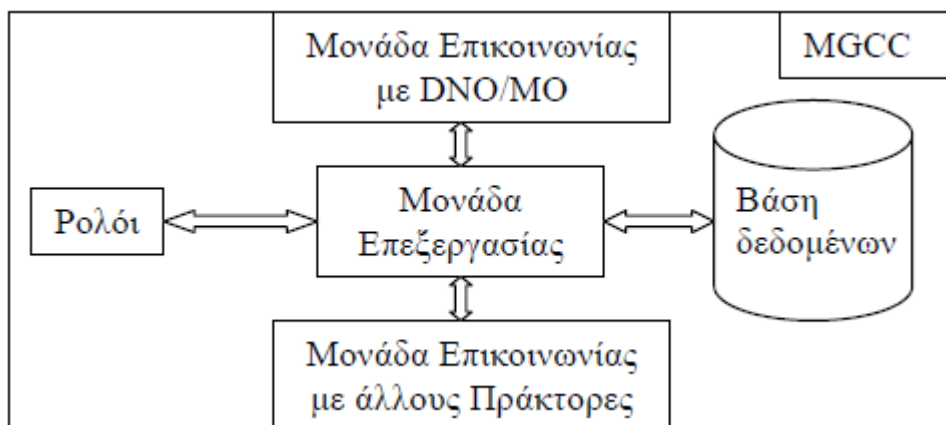 Μονάδα Επικοινωνίας
με DNO/MO
MGCC
Ρολόι
Μονάδα
Επεξεργασίας
Βάση
δεδομένων
Μονάδα Επικοινωνίας
με άλλους Πράκτορες